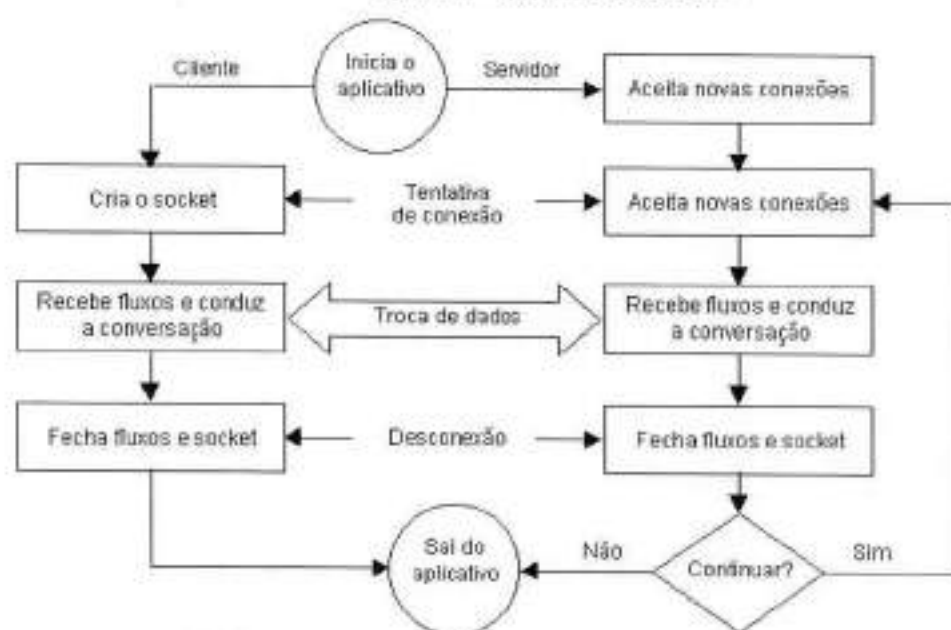 Inicia o
aplicativo
Cliente
Servidor
Aceita novas conexões
Cria o socket
Tentativa
de conexão
Aceita novas conexões
Recebe fluxos e conduz
a conversação
Troca de dados
Recebe fluxos e conduz
a conversação
Fecha fluxos e socket
Desconexão
Fecha fluxos e socket
Sai do
aplicativo
Não
Continuar?
Sim